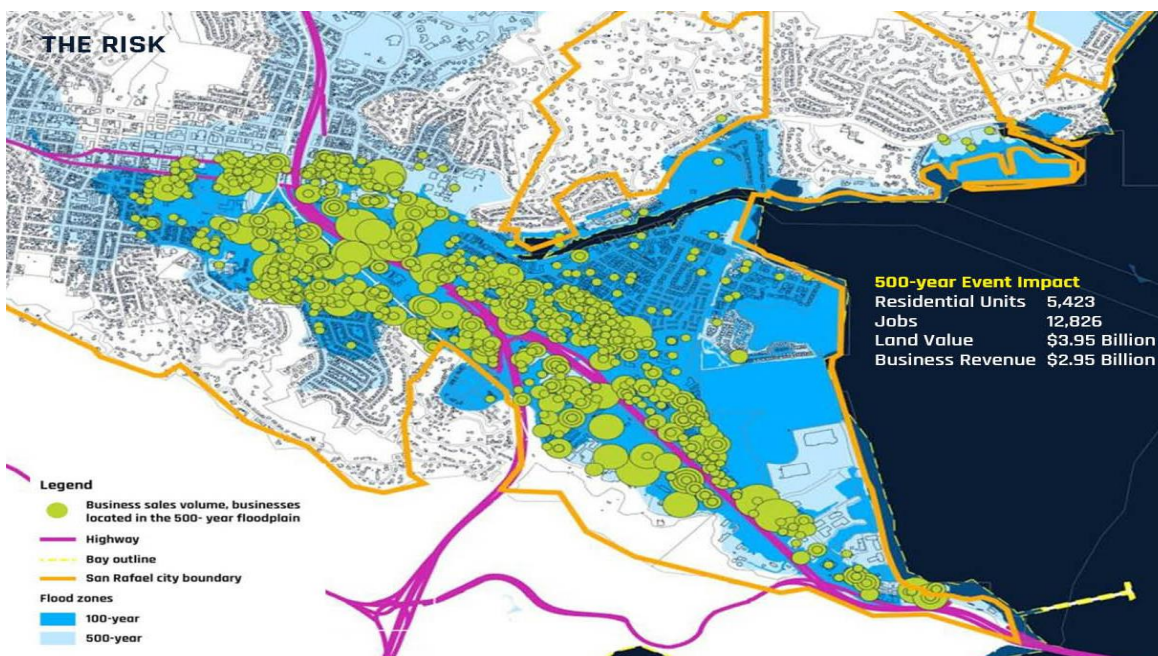 THE RISK
500-year Event Impact
Residential Units 5,423
Jobs 12,826
Land Value $3.95 Billion
Business Revenue $2.95 Billion
Legend
Business sales volume, businesses
located in the 500- year floodplain
Highway
Bay outline
San Rafael city boundary
Flood zones
100-year
500-year